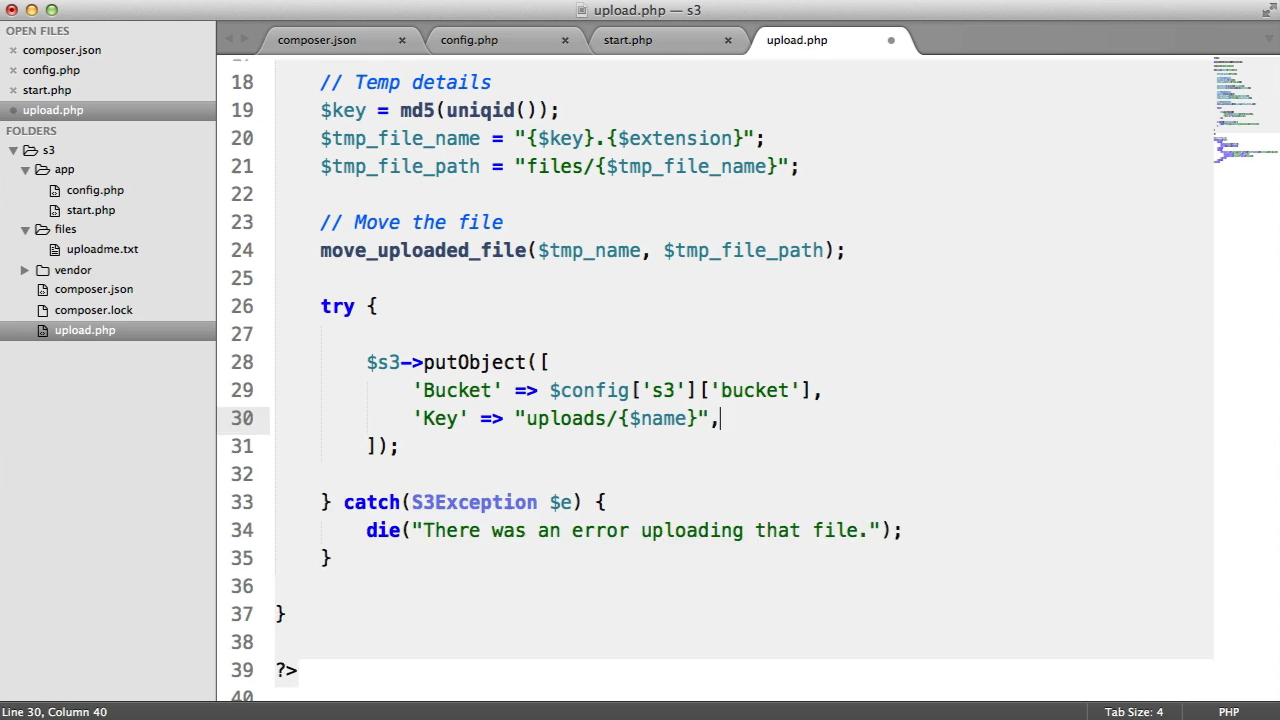 upload.php — s3
OPEN FILES
composer.json
config.php
start.php
upload.php
FOLDERS
s3
app
config.php
start.php
files
uploadme.txt
vendor
composer.json
composer.lock
upload.php
composer.json
config.php
start.php
upload.php
18 // Temp details
19 $key = md5(uniqid());
20 $tmp_file_name = "{$key}.{$extension}";
21 $tmp_file_path = "files/{$tmp_file_name}";
22
23 // Move the file
24 move_uploaded_file($tmp_name, $tmp_file_path);
25
26 try {
27
28 $s3->putObject([
29 'Bucket' => $config['s3']['bucket'],
30 'Key' => "uploads/{$name}",
31 ]);
32
33 } catch(S3Exception $e) {
34 die("There was an error uploading that file.");
35 }
36
37 }
38
39 ?>
40
Line 30, Column 40
Tab Size: 4
PHP